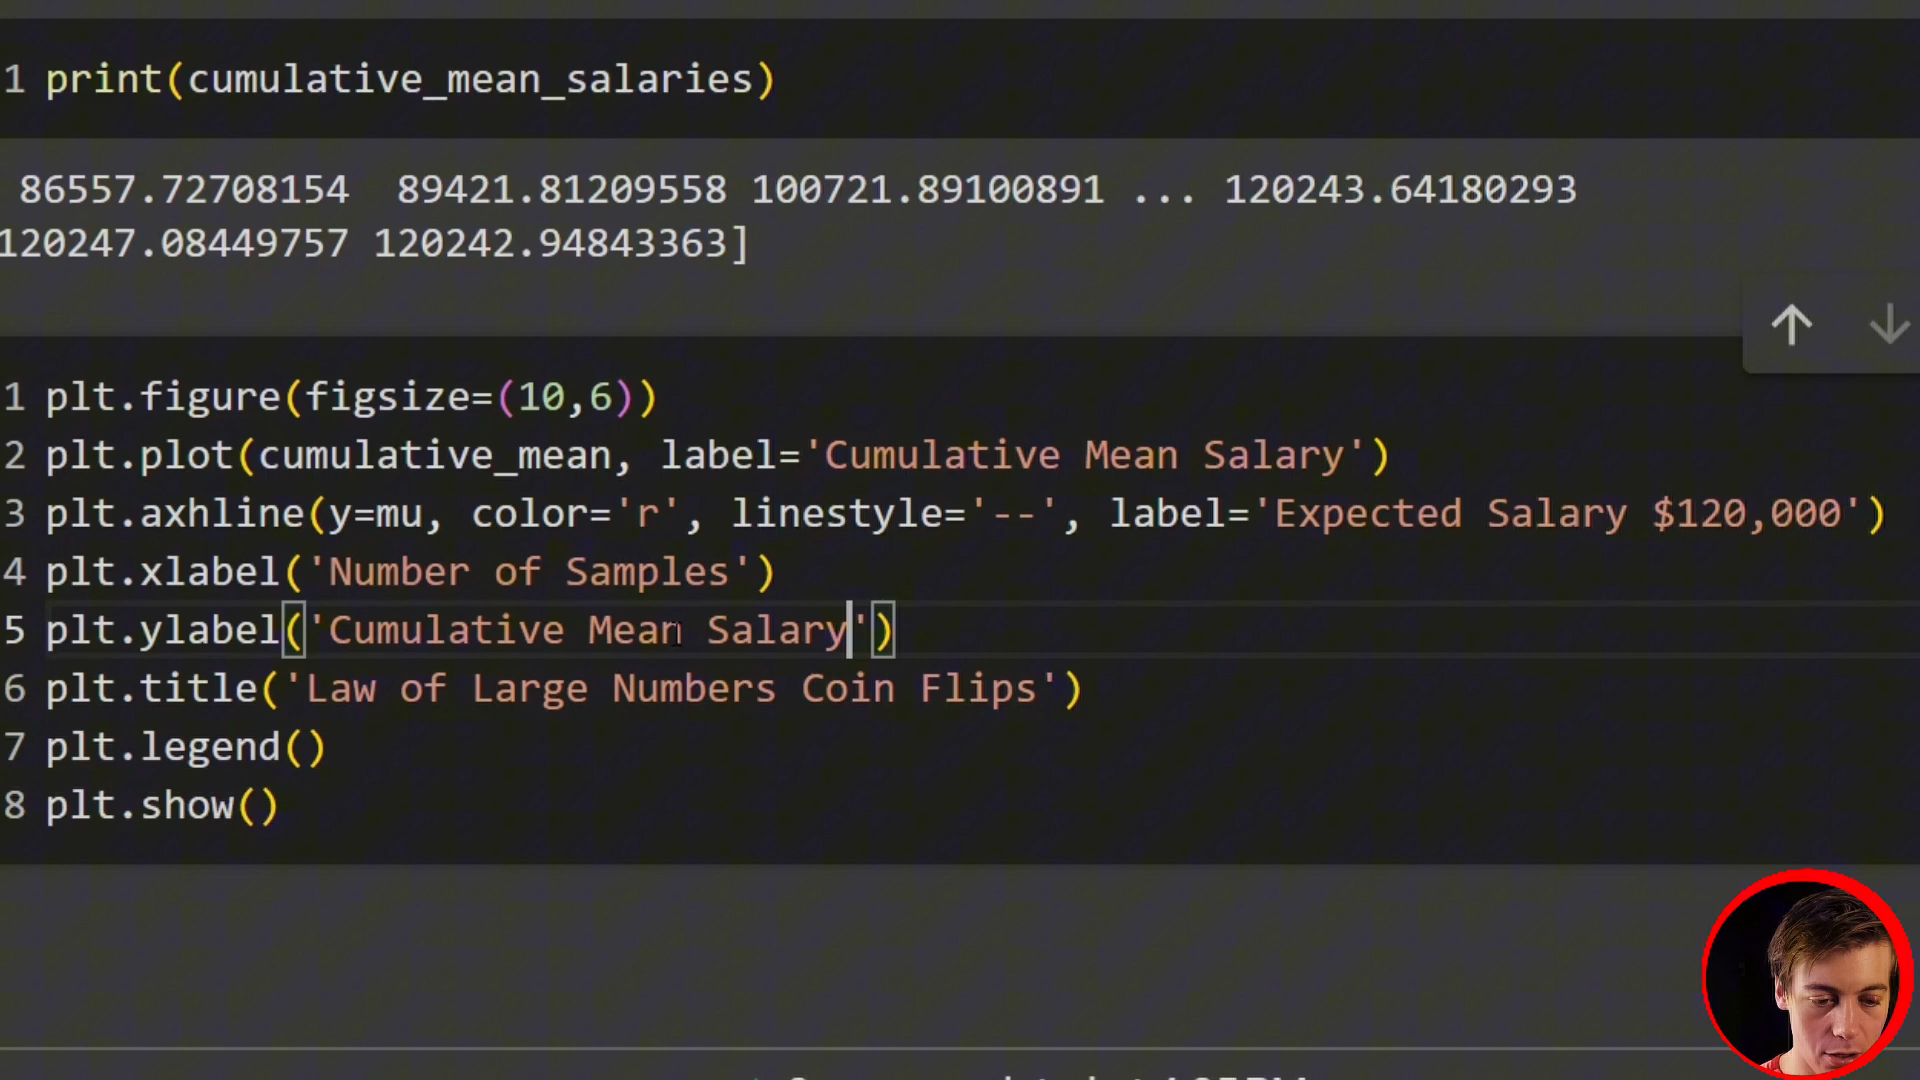 1 print(cumulative_mean_salaries)
86557.72708154 89421.81209558 100721.89100891 ... 120243.64180293
120247.08449757 120242.94843363]
1 plt.figure(figsize=(10,6))
2 plt.plot(cumulative_mean, label='Cumulative Mean Salary')
3 plt.axhline(y=mu, color='r', linestyle='--', label='Expected Salary $120,000')
4 plt.xlabel('Number of Samples')
5 plt.ylabel('Cumulative Mean Salary')
6 plt.title('Law of Large Numbers Coin Flips')
7 plt.legend()
8 plt.show()